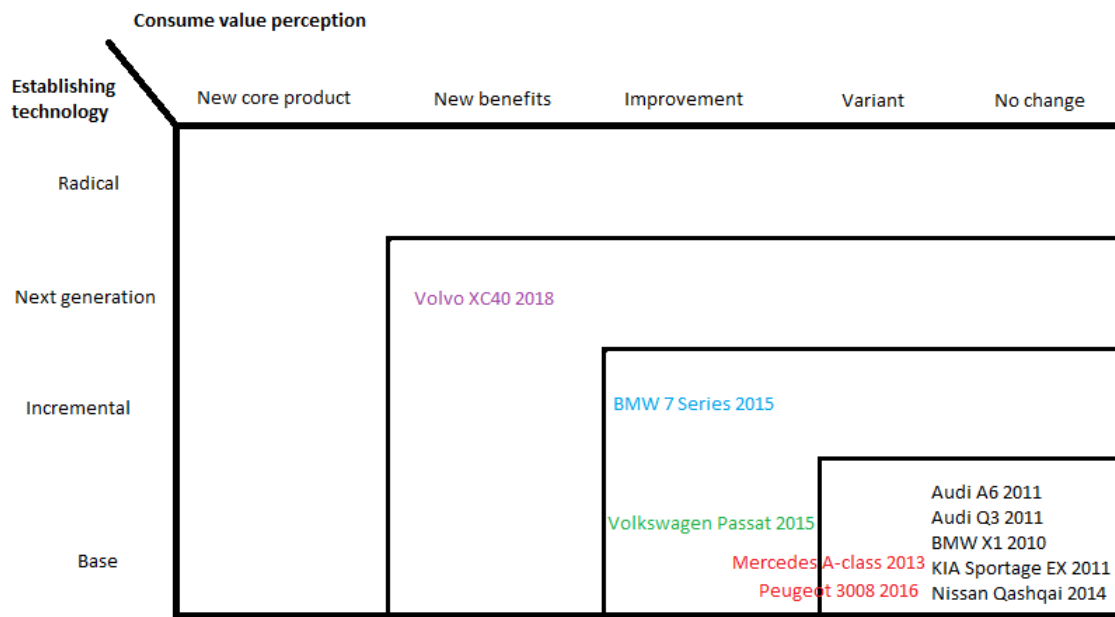 Consume value perception
Establishing
technology
New core product
New benefits
Improvement
Variant
No change
Radical
Next generation
Volvo XC40 2018
Incremental
BMW 7 Series 2015
Base
Volkswagen Passat 2015
Mercedes A-class 2013
Peugeot 3008 2016
Audi A6 2011
Audi Q3 2011
BMW X1 2010
KIA Sportage EX 2011
Nissan Qashqai 2014